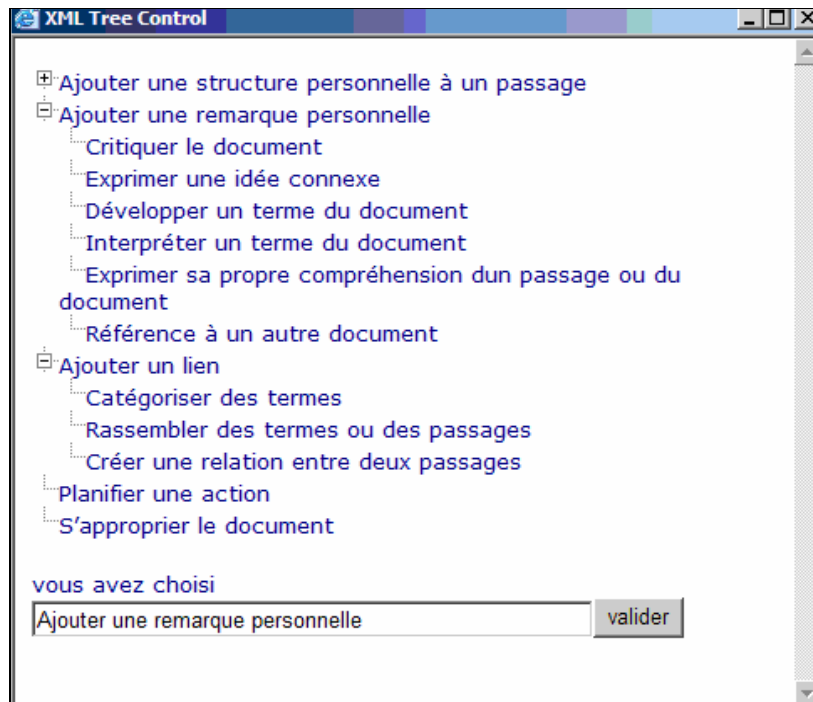 XML Tree Control
Ajouter une structure personnelle à un passage
Ajouter une remarque personnelle
Critiquer le document
Exprimer une idée connexe
Développer un terme du document
Interpréter un terme du document
Exprimer sa propre compréhension dun passage ou du
document
Référence à un autre document
Ajouter un lien
Catégoriser des termes
Rassembler des termes ou des passages
Créer une relation entre deux passages
Planifier une action
S’approprier le document
vous avez choisi
Ajouter une remarque personnelle valider